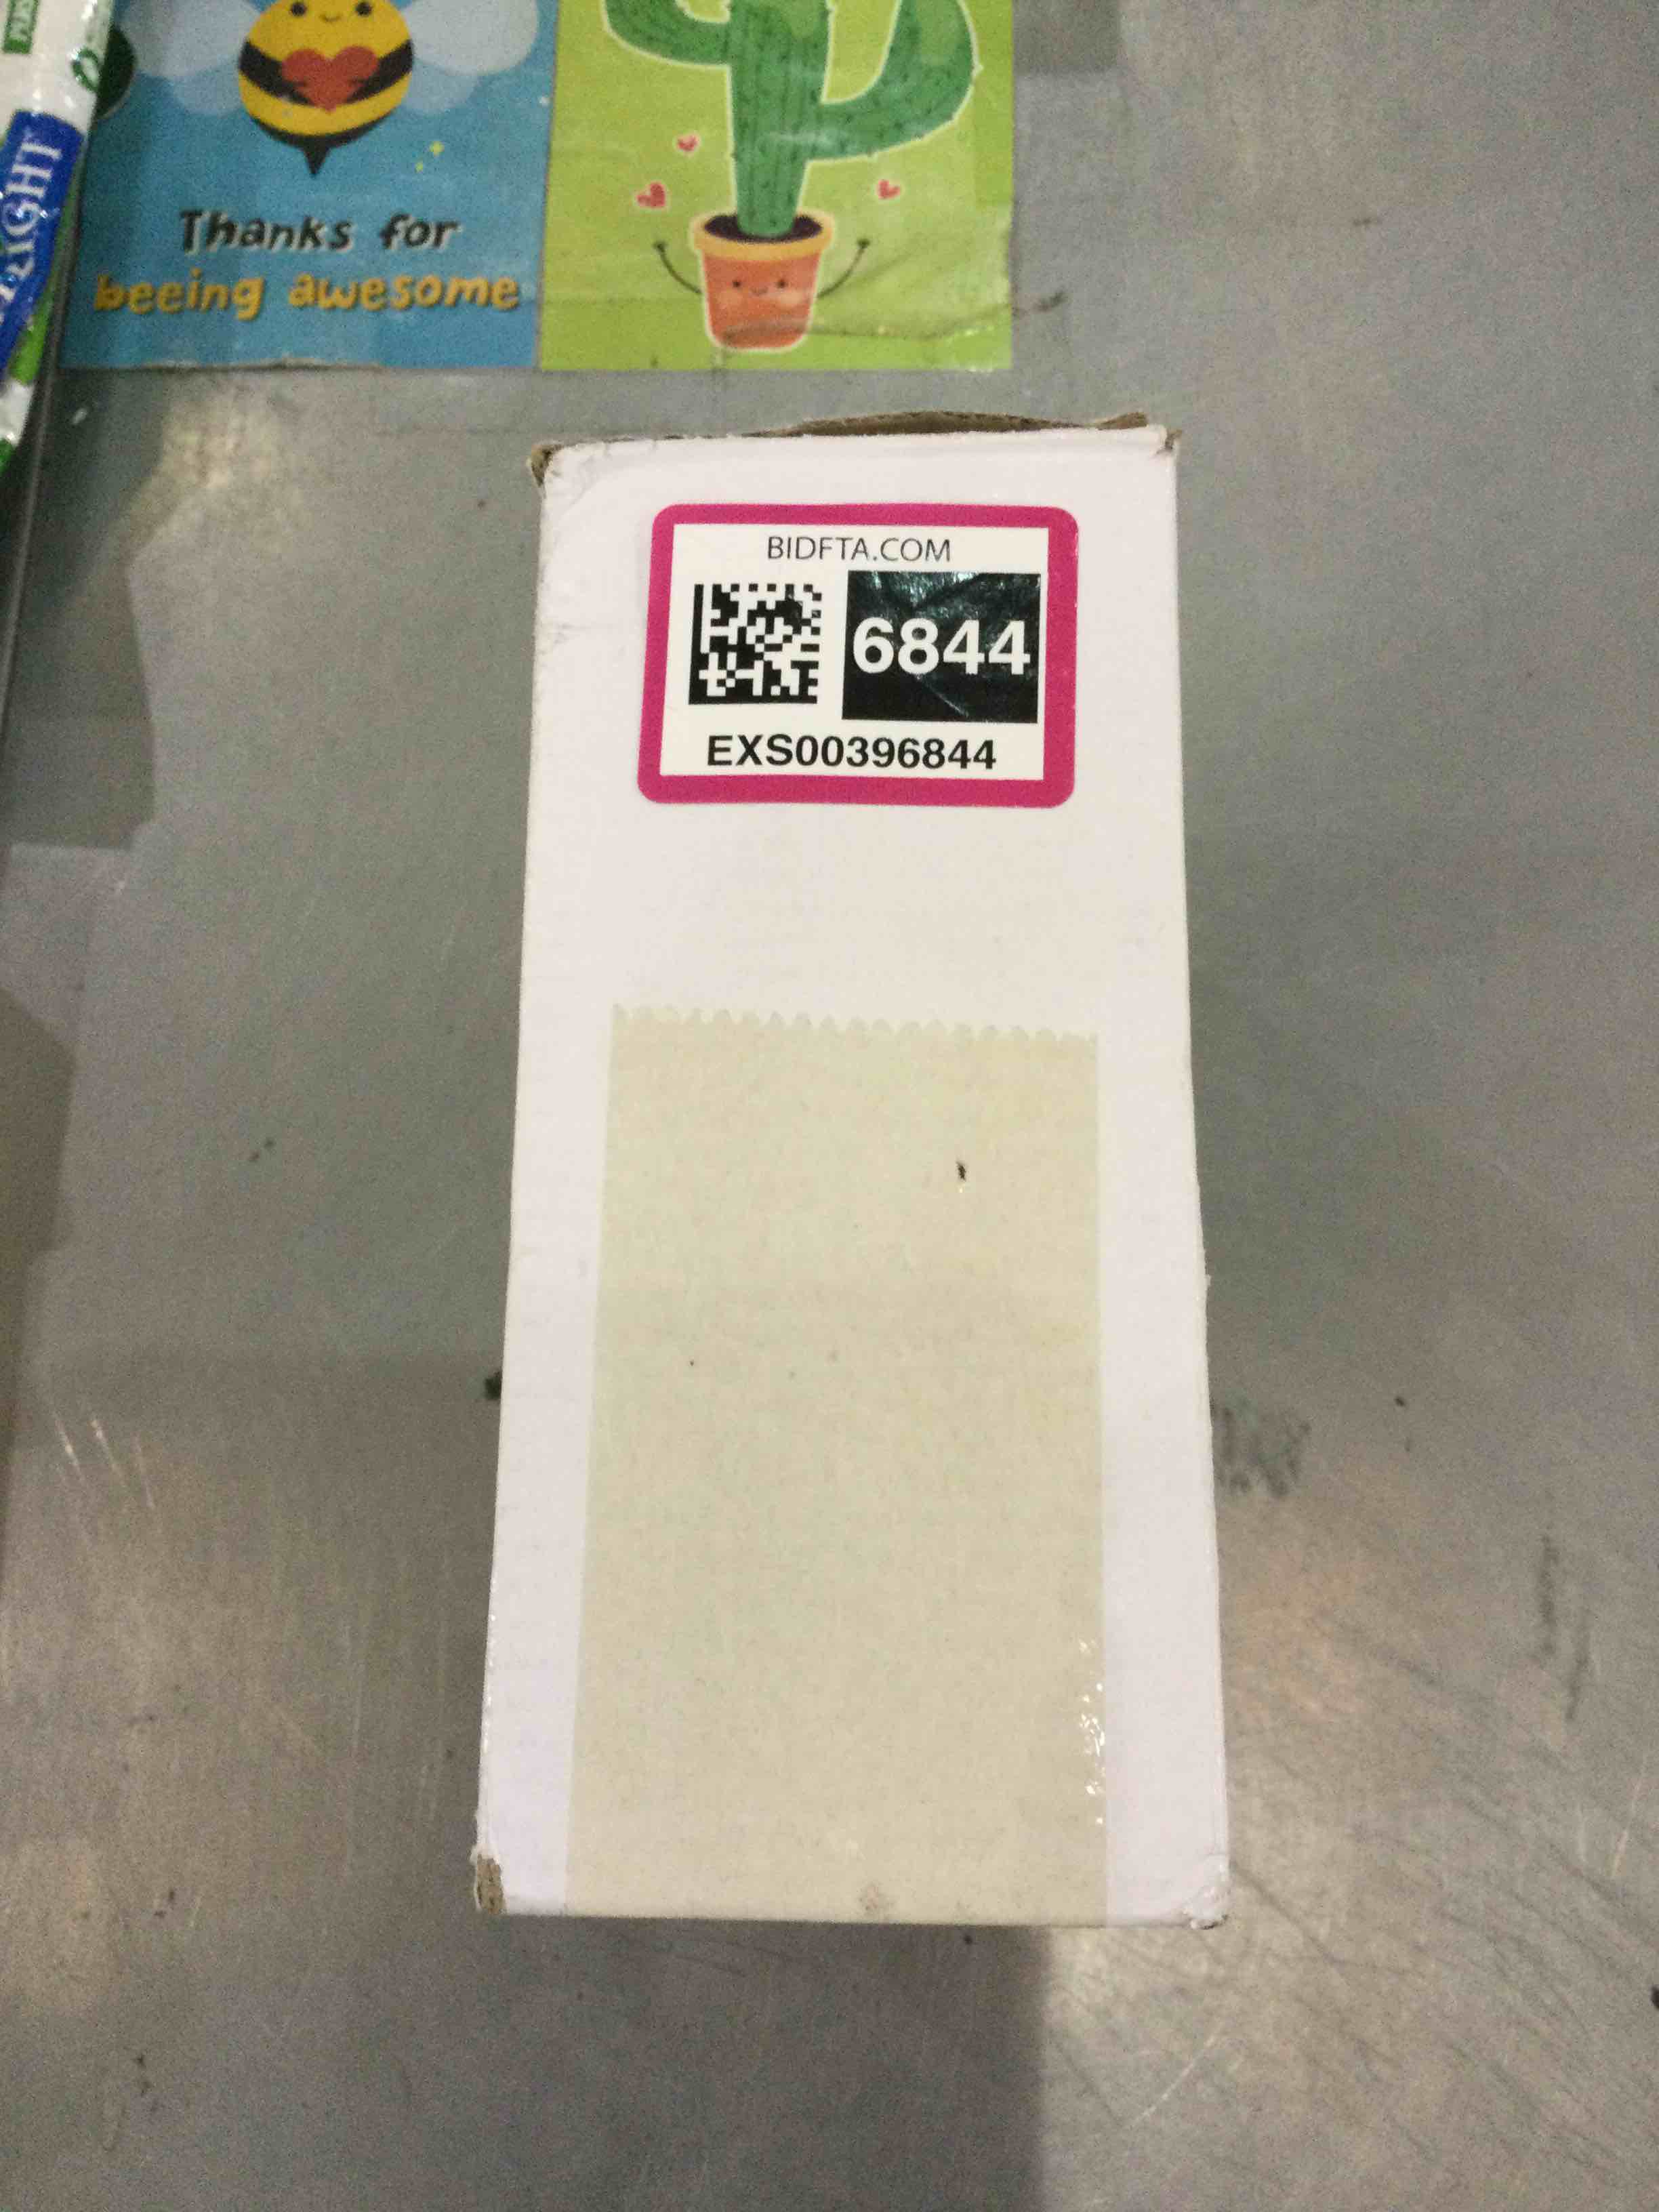 Thanks for
beeing awesome
BIDFTA.COM
6844
EXS00396844